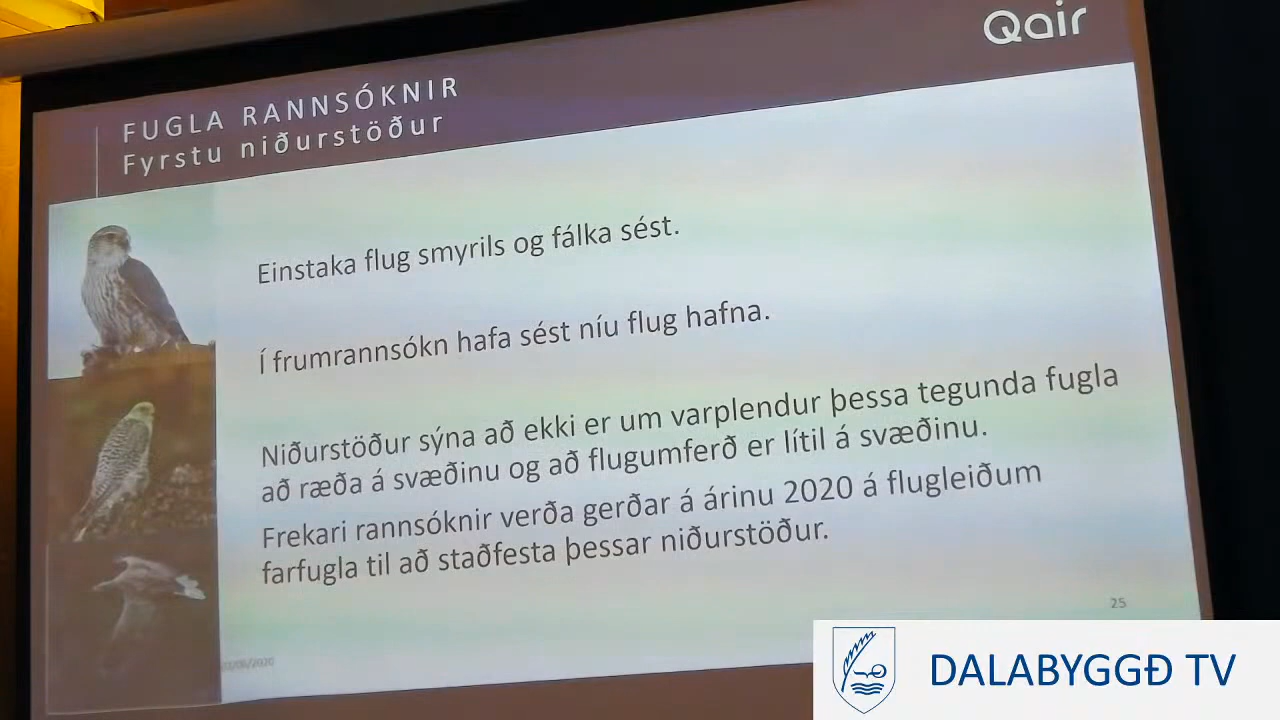 Qair
FUGLA RANNSÓKNIR
Fyrstu niðurstöður
Einstaka flug smyrils og fálka sést.
Í frumrannsókn hafa sést níu flug hafna.
Niðurstöður sýna að ekki er um varplendur þessa tegunda fugla
að ræða á svæðinu og að flugumferð er lítil á svæðinu.
Frekari rannsóknir verða gerðar á árinu 2020 á flugleiðum
farfugla til að staðfesta þessar niðurstöður.
25
DALABYGGÐ TV